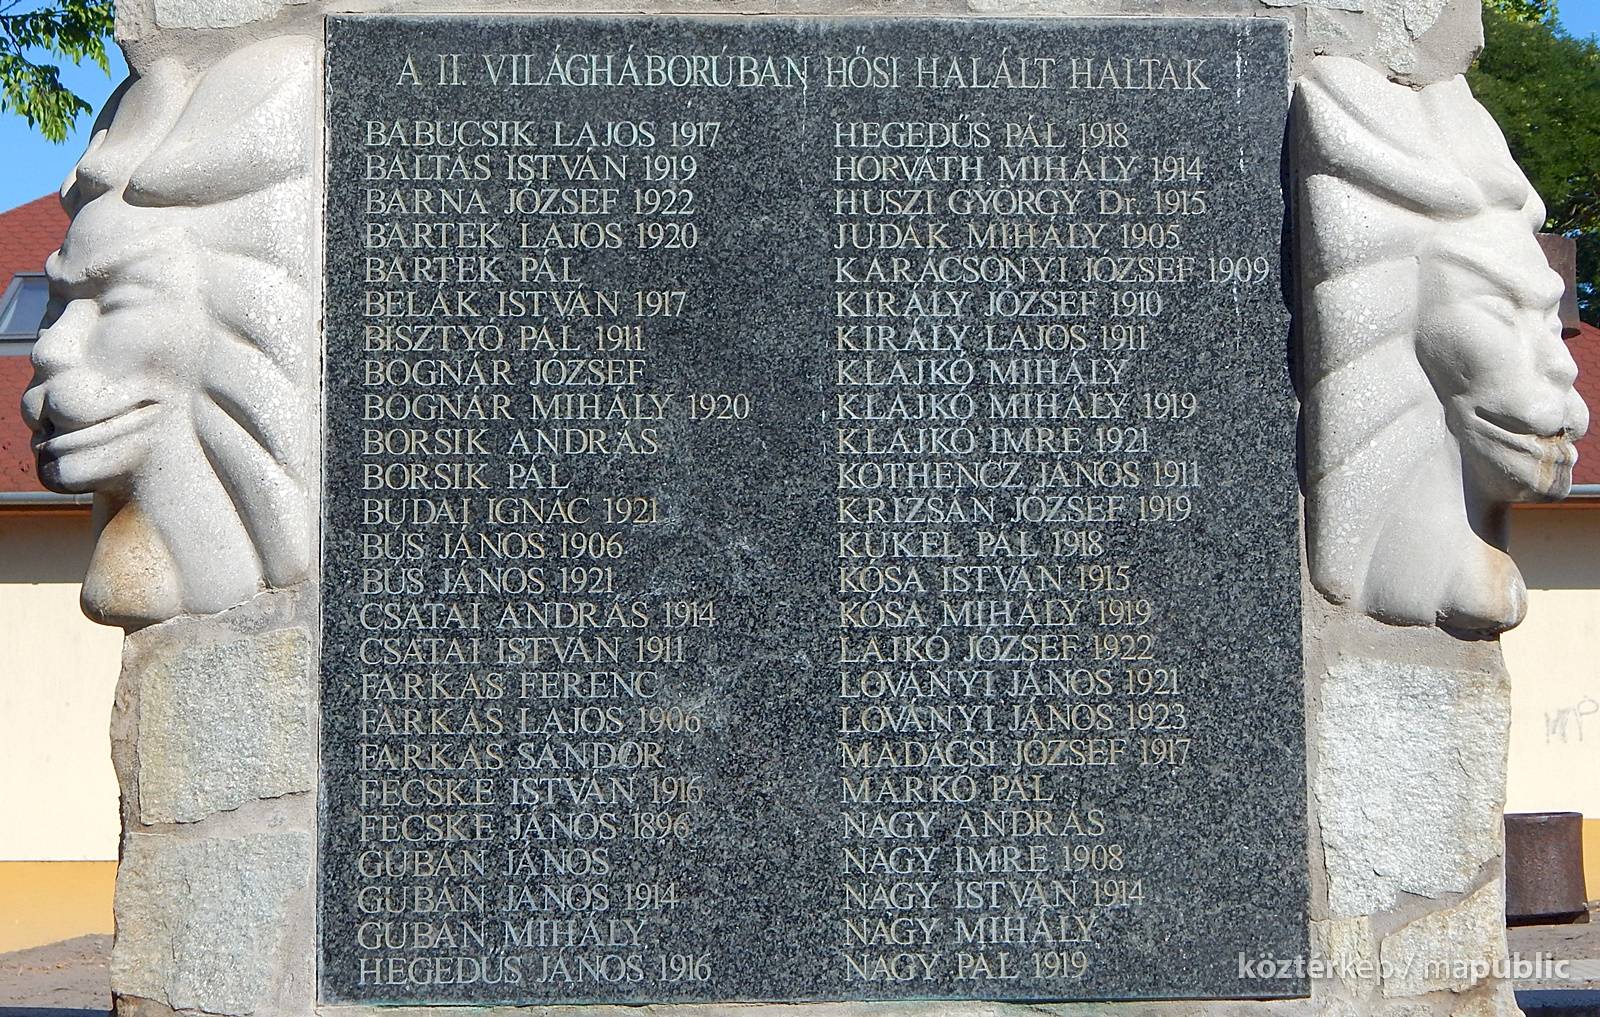 A II. VILÁGHÁBORÚBAN HŐSI HALÁLT HALTAK
BABUCSIK LAJOS 1917
BALTÁS ISTVÁN 1919
BARNA JÓZSEF 1922
BARTEK LAJOS 1920
BARTEK PÁL
BELÁK ISTVÁN 1917
BISZTYÓ PÁL 1911
BOGNÁR JÓZSEF
BOGNÁR MIHÁLY 1920
BORSIK ANDRÁS
BORSIK PÁL
BUDAI IGNÁC 1921
BÚS JÁNOS 1906
BÚS JÁNOS 1921
CSATAI ANDRÁS 1914
CSATAI ISTVÁN 1911
FARKAS FERENC
FARKAS LAJOS 1906
FARKAS SÁNDOR
FECSKE ISTVÁN 1916
FECSKE JÁNOS 1896
GUBÁN JÁNOS
GUBÁN JÁNOS 1914
GUBÁN MIHÁLY
HEGEDŰS JÁNOS 1916
HEGEDŰS PÁL 1918
HORVÁTH MIHÁLY 1914
HUSZI GYÖRGY Dr. 1915
JUDÁK MIHÁLY 1905
KARÁCSONYI JÓZSEF 1909
KIRÁLY JÓZSEF 1910
KIRÁLY LAJOS 1911
KLAJKÓ MIHÁLY
KLAJKÓ MIHÁLY 1919
KLAJKÓ IMRE 1921
KOTHENCZ JÁNOS 1911
KRIZSÁN JÓZSEF 1919
KUKEL PÁL 1918
KÓSA ISTVÁN 1915
KÓSA MIHÁLY 1919
LAJKÓ JÓZSEF 1922
LOVÁNYI JÁNOS 1921
LOVÁNYI JÁNOS 1923
MADÁCSI JÓZSEF 1917
MARKÓ PÁL
NAGY ANDRÁS
NAGY IMRE 1908
NAGY ISTVÁN 1914
NAGY MIHÁLY
NAGY PÁL 1919
köztérkép / mapublic